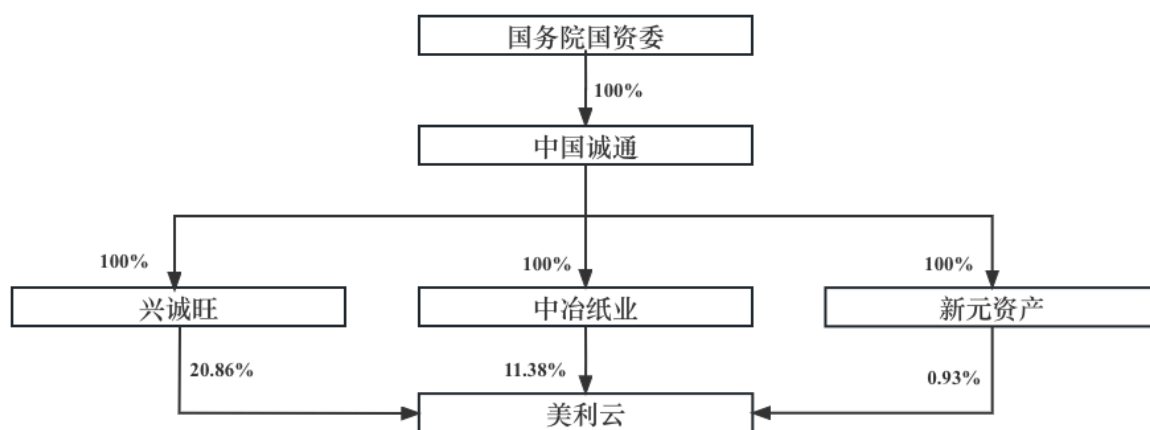 国务院国资委
100%
中国诚通
100%
100%
100%
兴诚旺
中冶纸业
新元资产
20.86%
11.38%
0.93%
美利云